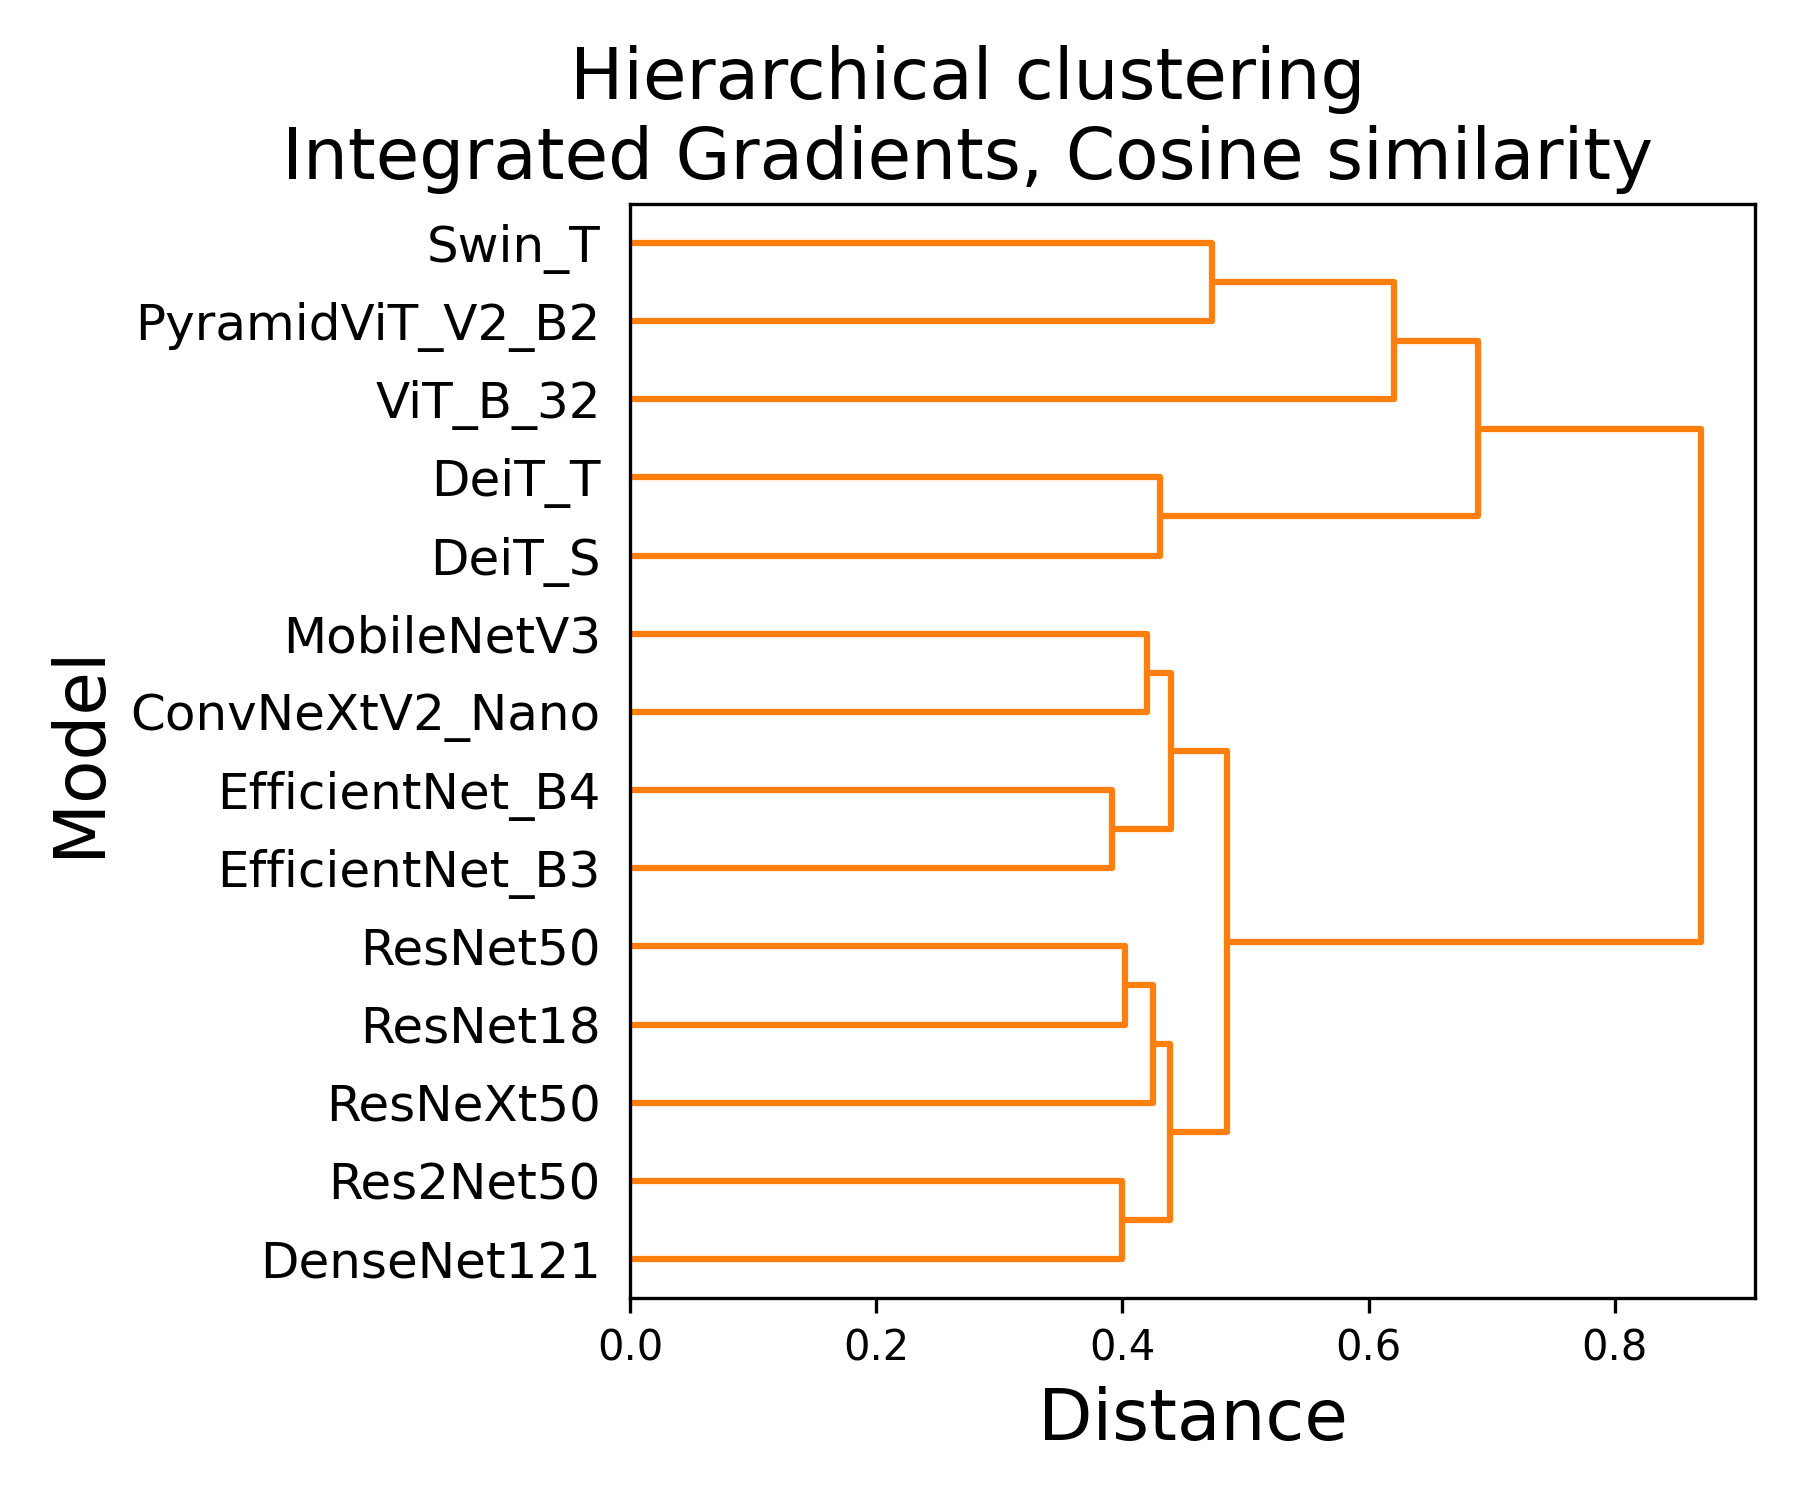 Hierarchical clustering
Integrated Gradients, Cosine similarity
Swin_T
PyramidViT_V2_B2
ViT_B_32
DeiT_T
DeiT_S
MobileNetV3
ConvNeXtV2_Nano
EfficientNet_B4
EfficientNet_B3
ResNet50
ResNet18
ResNeXt50
Res2Net50
DenseNet121
Model
0.0 0.2 0.4 0.6 0.8
Distance